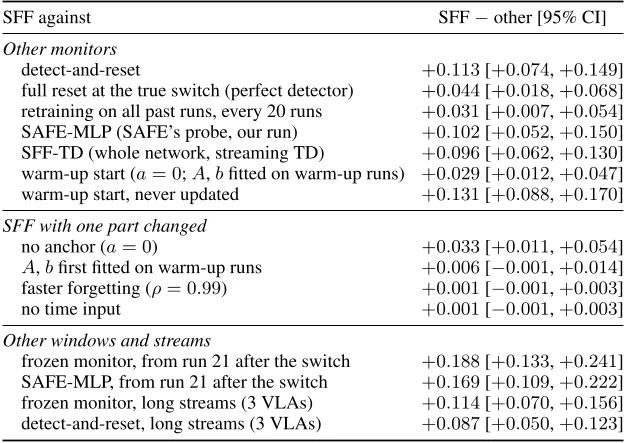 SFF against SFF − other [95% CI]
Other monitors
detect-and-reset +0.113 [+0.074, +0.149]
full reset at the true switch (perfect detector) +0.044 [+0.018, +0.068]
retraining on all past runs, every 20 runs +0.031 [+0.007, +0.054]
SAFE-MLP (SAFE's probe, our run) +0.102 [+0.052, +0.150]
SFF-TD (whole network, streaming TD) +0.096 [+0.062, +0.130]
warm-up start (a = 0; A, b fitted on warm-up runs) +0.029 [+0.012, +0.047]
warm-up start, never updated +0.131 [+0.088, +0.170]
SFF with one part changed
no anchor (a = 0) +0.033 [+0.011, +0.054]
A, b first fitted on warm-up runs +0.006 [−0.001, +0.014]
faster forgetting (ρ = 0.99) +0.001 [−0.001, +0.003]
no time input +0.001 [−0.001, +0.003]
Other windows and streams
frozen monitor, from run 21 after the switch +0.188 [+0.133, +0.241]
SAFE-MLP, from run 21 after the switch +0.169 [+0.109, +0.222]
frozen monitor, long streams (3 VLAs) +0.114 [+0.070, +0.156]
detect-and-reset, long streams (3 VLAs) +0.087 [+0.050, +0.123]